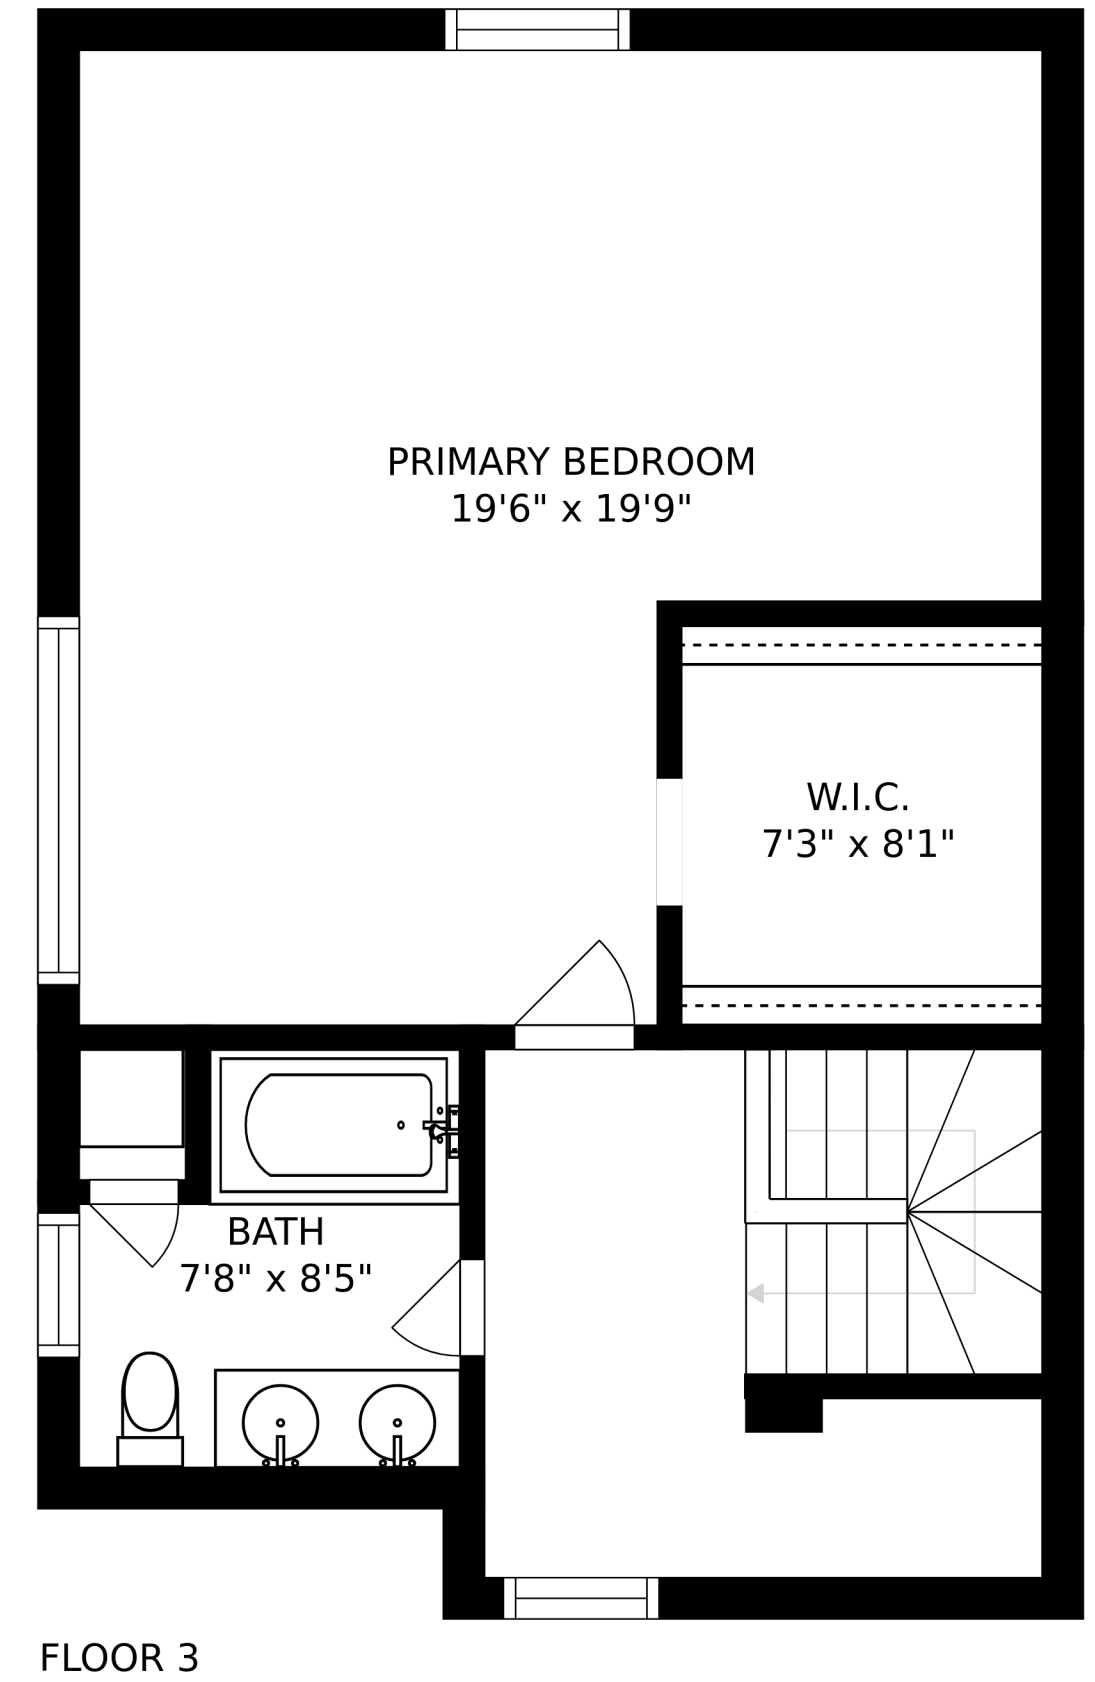 PRIMARY BEDROOM
19'6" x 19'9"
W.I.C.
7'3" x 8'1"
BATH
7'8" x 8'5"
FLOOR 3